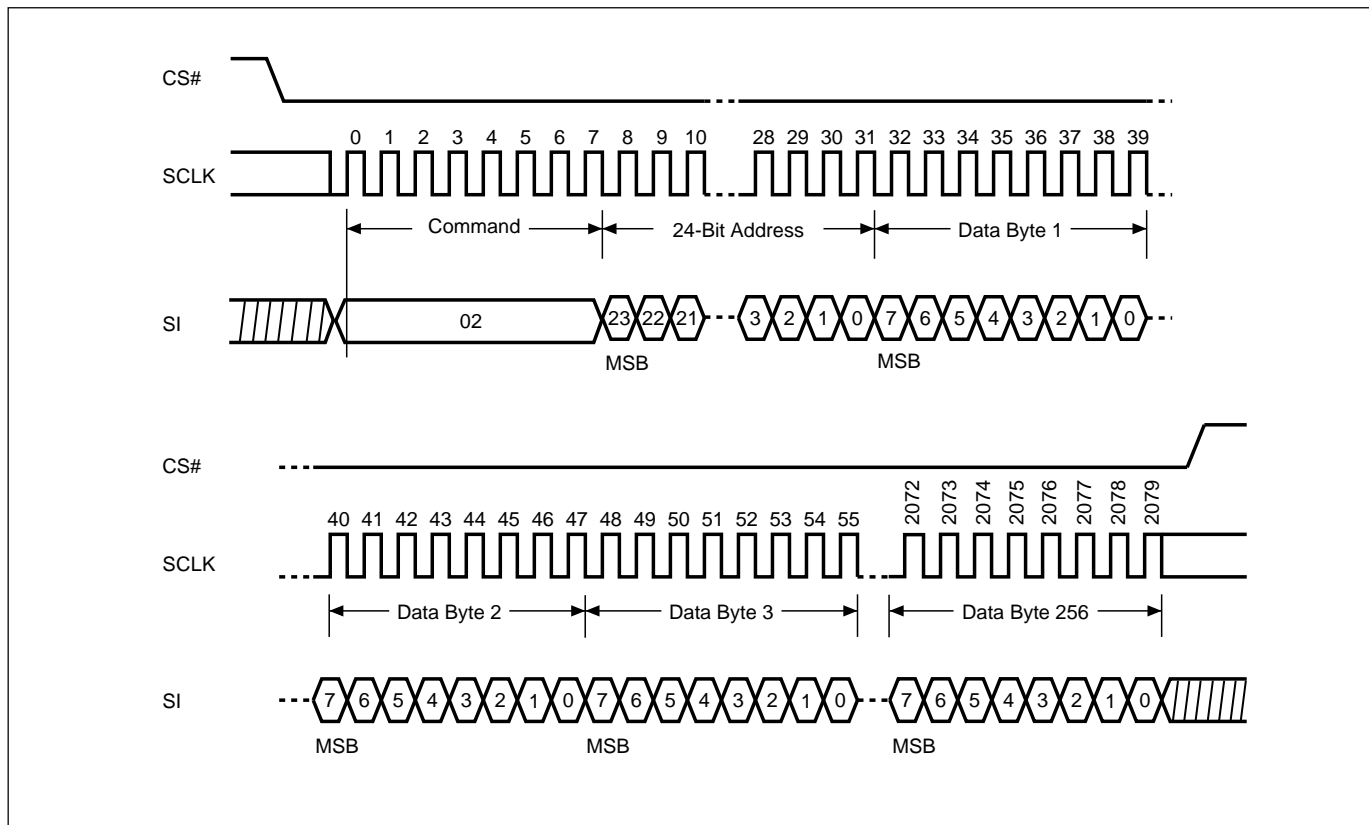 CS#
0 1 2 3 4 5 6 7 8 9 10 28 29 30 31 32 33 34 35 36 37 38 39
SCLK
Command 24-Bit Address Data Byte 1
SI 02 23 22 21 3 2 1 0 7 6 5 4 3 2 1 0
MSB MSB
CS#
2072 2073 2074 2075 2076 2077 2078 2079
40 41 42 43 44 45 46 47 48 49 50 51 52 53 54 55
SCLK
Data Byte 2 Data Byte 3 Data Byte 256
SI 7 6 5 4 3 2 1 0 7 6 5 4 3 2 1 0 7 6 5 4 3 2 1 0
MSB MSB MSB